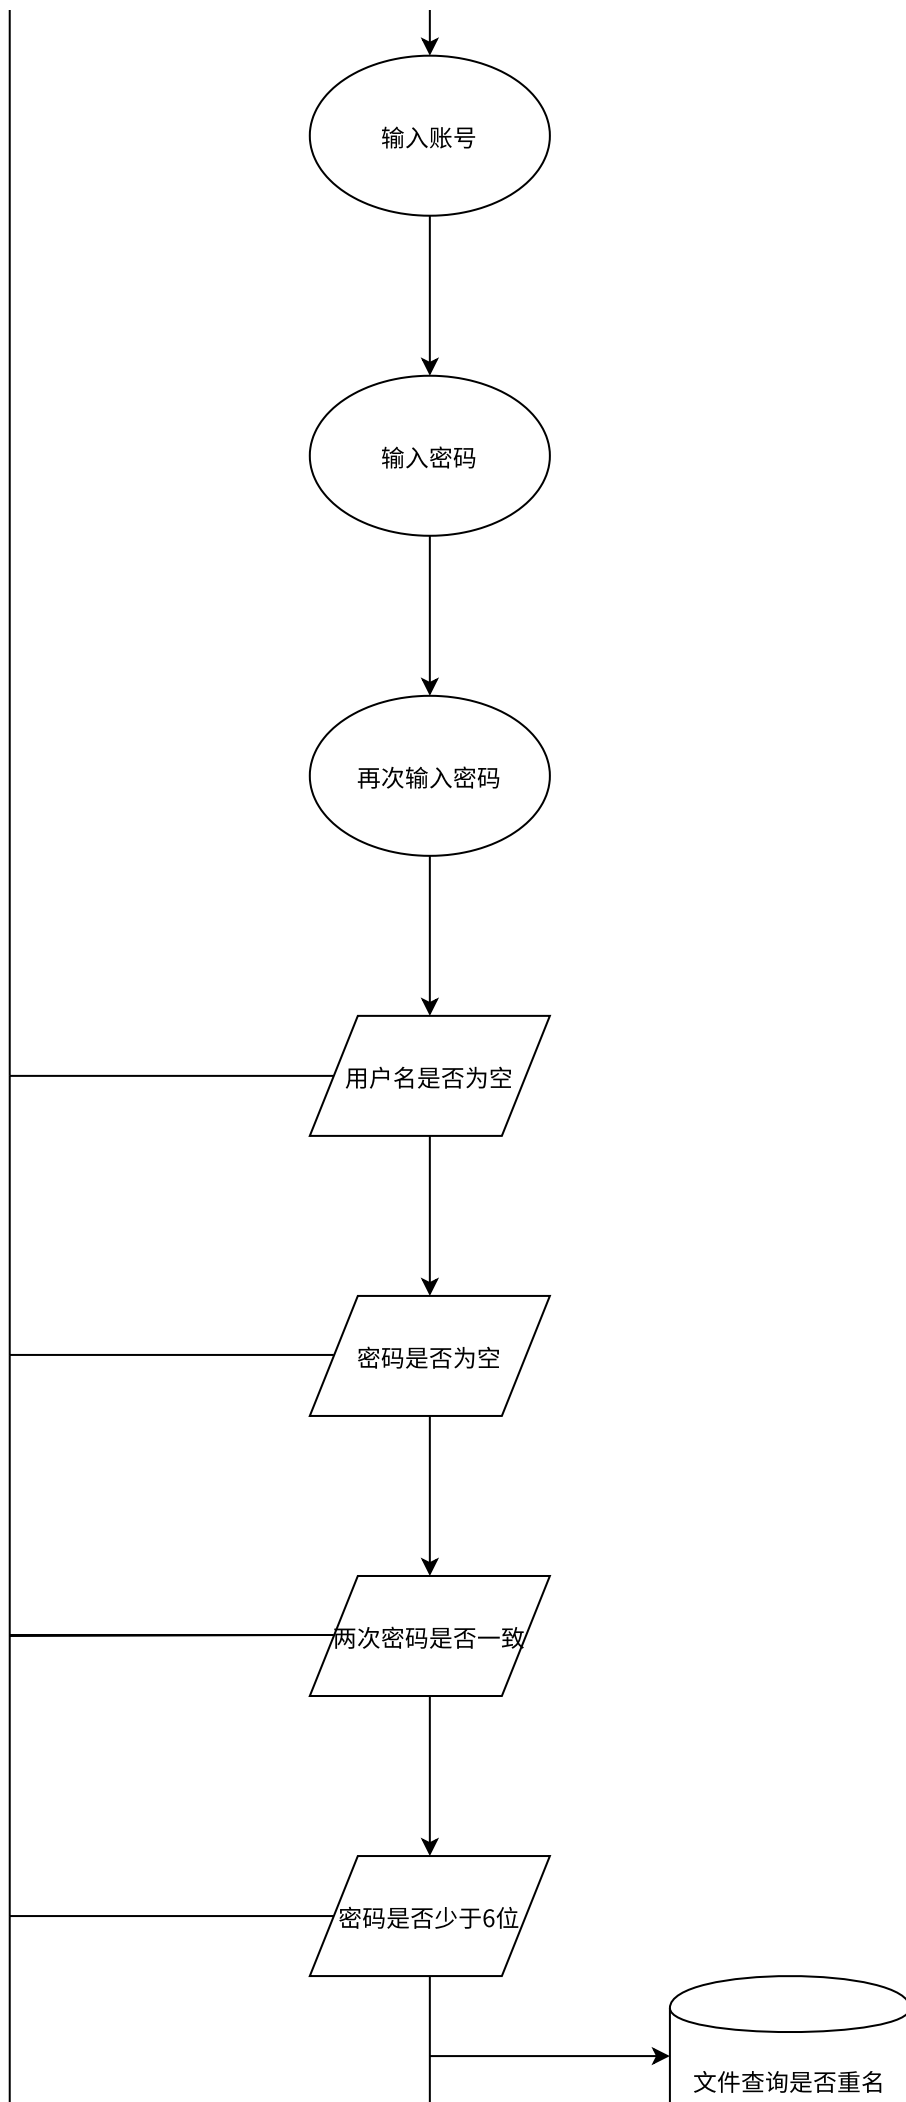 输入账号
输入密码
再次输入密码
用户名是否为空
密码是否为空
两次密码是否一致
密码是否少于6位
文件查询是否重名